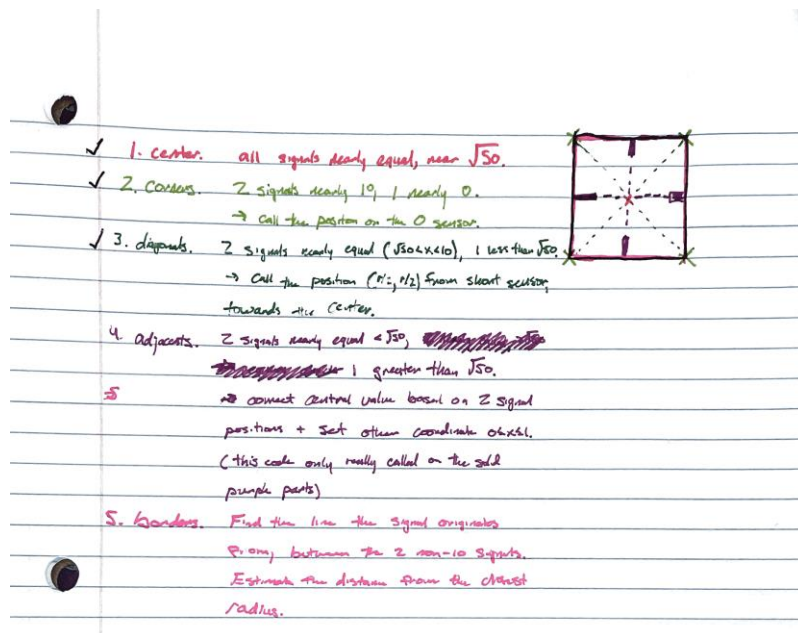 ✓ 1. center. all signals nearly equal, near √50.
✓ 2. Corners. 2 signals nearly 10, 1 nearly 0.
→ Call the position on the 0 sensor.
✓ 3. diagonals. 2 signals nearly equal (√50<x<10), 1 less than √50.
→ Call the position (r/2, r/2) from short sensor,
towards the center.
4. adjacents. 2 signals nearly equal < √50,
1 greater than √50.
5
→ connect central value based on 2 signal
positions + set other coordinate 0≤x≤1.
(this code only really called on the solid
purple parts)
5. borders. Find the line the signal originates
from, between the 2 non-10 signals.
Estimate the distance from the closest
radius.